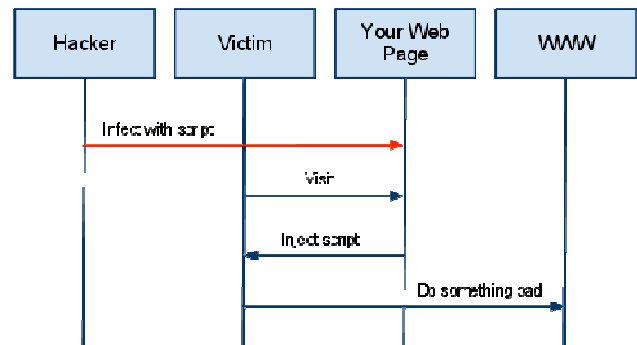 Hacker
Victim
Your Web
Page
WWW
Infect with script
Visit
Inject script
Do something bad